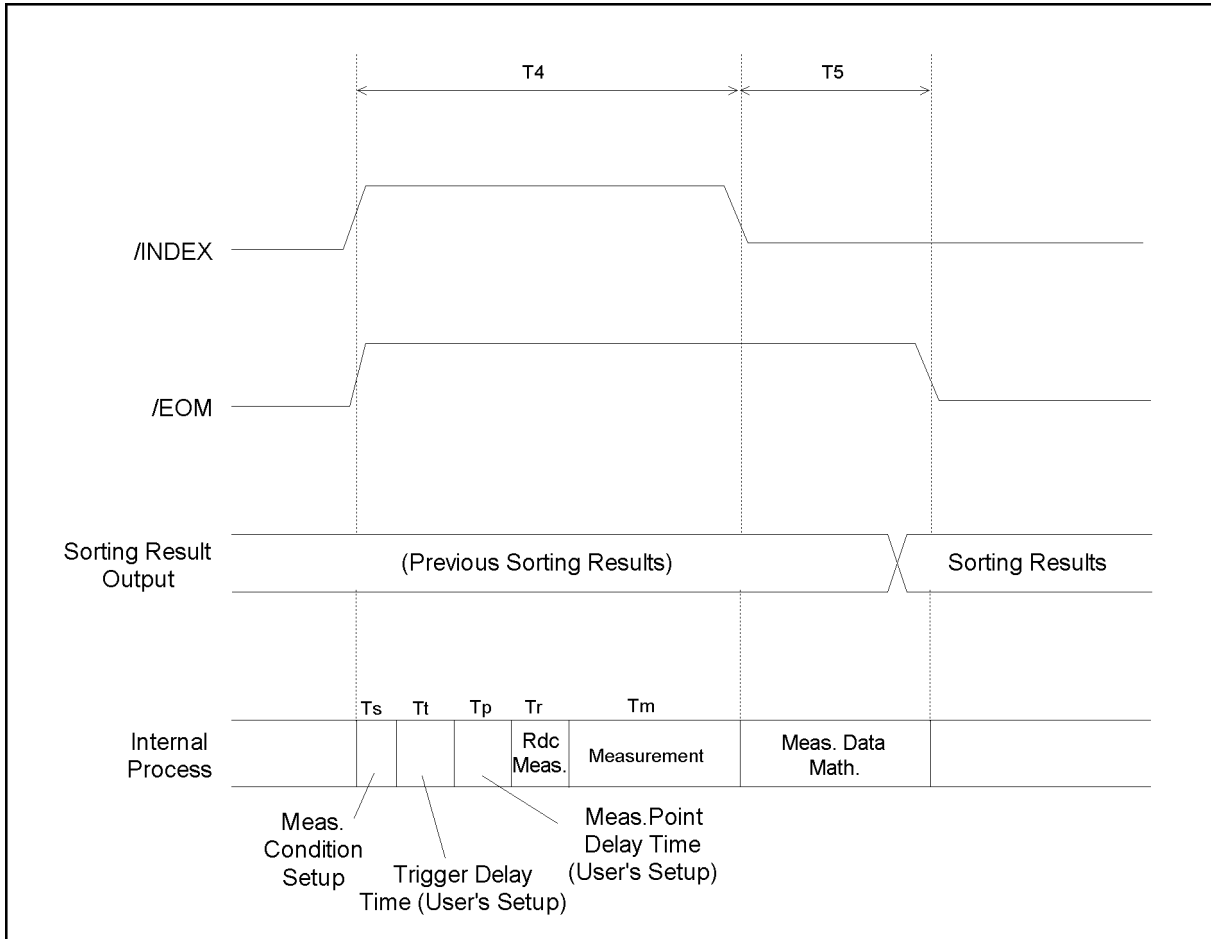 T4
T5
/INDEX
/EOM
Sorting Result
Output
(Previous Sorting Results)
Sorting Results
Ts
Tt
Tp
Tr
Tm
Internal
Process
Rdc
Meas.
Measurement
Meas. Data
Math.
Meas.
Condition
Setup
Trigger Delay
Time (User's Setup)
Meas.Point
Delay Time
(User's Setup)